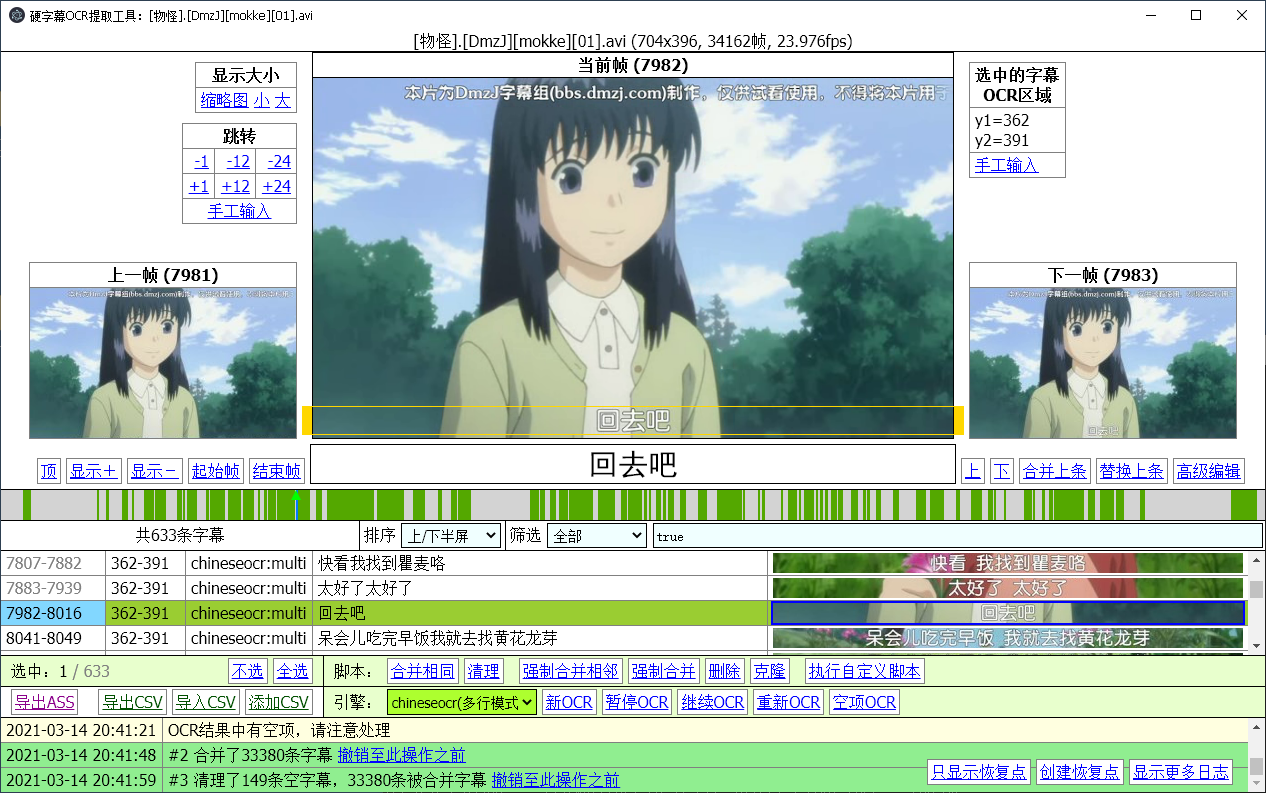 硬字幕OCR提取工具：[物怪].[DmzJ][mokke][01].avi
[物怪].[DmzJ][mokke][01].avi (704x396, 34162帧, 23.976fps)
显示大小
缩略图 小 大
跳转
-1 -12 -24
+1 +12 +24
手工输入
当前帧 (7982)
本片为DmzJ字幕组(bbs.dmzj.com)制作，仅供试看使用，不得将本片用于
回去吧
选中的字幕
OCR区域
y1=362
y2=391
手工输入
上一帧 (7981)
本片为DmzJ字幕组(bbs.dmzj.com)制作，仅供试看使用，不得将本片用
下一帧 (7983)
本片为DmzJ字幕组(bbs.dmzj.com)制作，仅供试看使用，不得将本片用
回去吧
顶 显示＋ 显示－ 起始帧 结束帧
回去吧
上 下 合并上条 替换上条 高级编辑
共633条字幕 排序 上/下半屏 筛选 全部 true
7807-7882 362-391 chineseocr:multi 快看我找到瞿麦咯 快看 我找到瞿麦咯
7883-7939 362-391 chineseocr:multi 太好了太好了 太好了 太好了
7982-8016 362-391 chineseocr:multi 回去吧 回去吧
8041-8049 362-391 chineseocr:multi 呆会儿吃完早饭我就去找黄花龙芽 呆会儿吃完早饭 我就去找黄花龙芽
选中：1 / 633 不选 全选 脚本： 合并相同 清理 强制合并相邻 强制合并 删除 克隆 执行自定义脚本
导出ASS 导出CSV 导入CSV 添加CSV 引擎： chineseocr(多行模式 新OCR 暂停OCR 继续OCR 重新OCR 空项OCR
2021-03-14 20:41:21 OCR结果中有空项，请注意处理
2021-03-14 20:41:48 #2 合并了33380条字幕 撤销至此操作之前
2021-03-14 20:41:59 #3 清理了149条空字幕，33380条被合并字幕 撤销至此操作之前
只显示恢复点 创建恢复点 显示更多日志